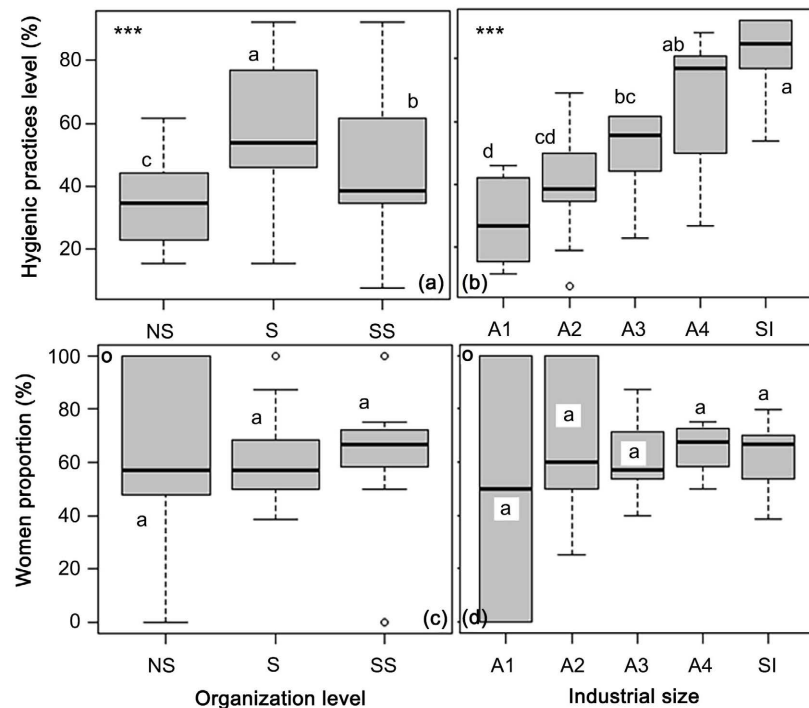 Hygienic practices level (%)
80
60
40
20
***
a
b
c
(a)
NS
S
SS
***
ab
a
bc
cd
d
(b)
A1
A2
A3
A4
SI
Women proportion (%)
100
80
60
40
20
0
o
a
a
a
(c)
NS
S
SS
Organization level
o
a
a
a
a
a
(d)
A1
A2
A3
A4
SI
Industrial size